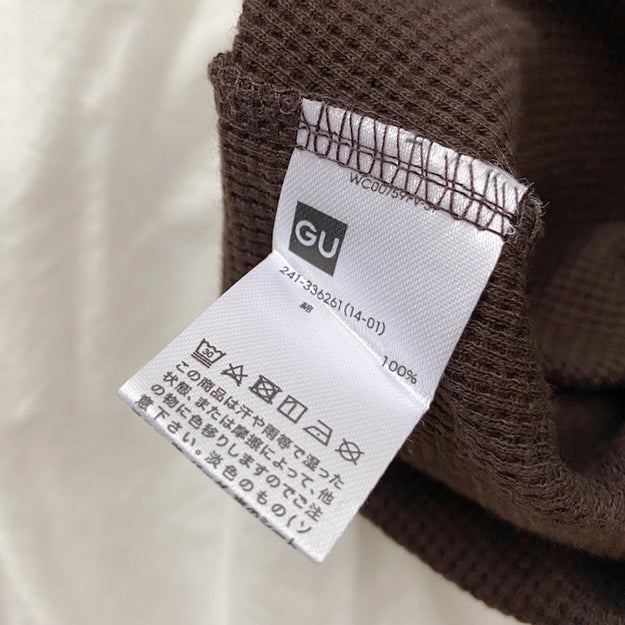 GU
241-336261(14-01)
綿 100%
30
この商品は汗や雨等で湿った
状態、または摩擦によって、他
の物に色移りしますのでご注
意下さい。淡色のもの(ソ